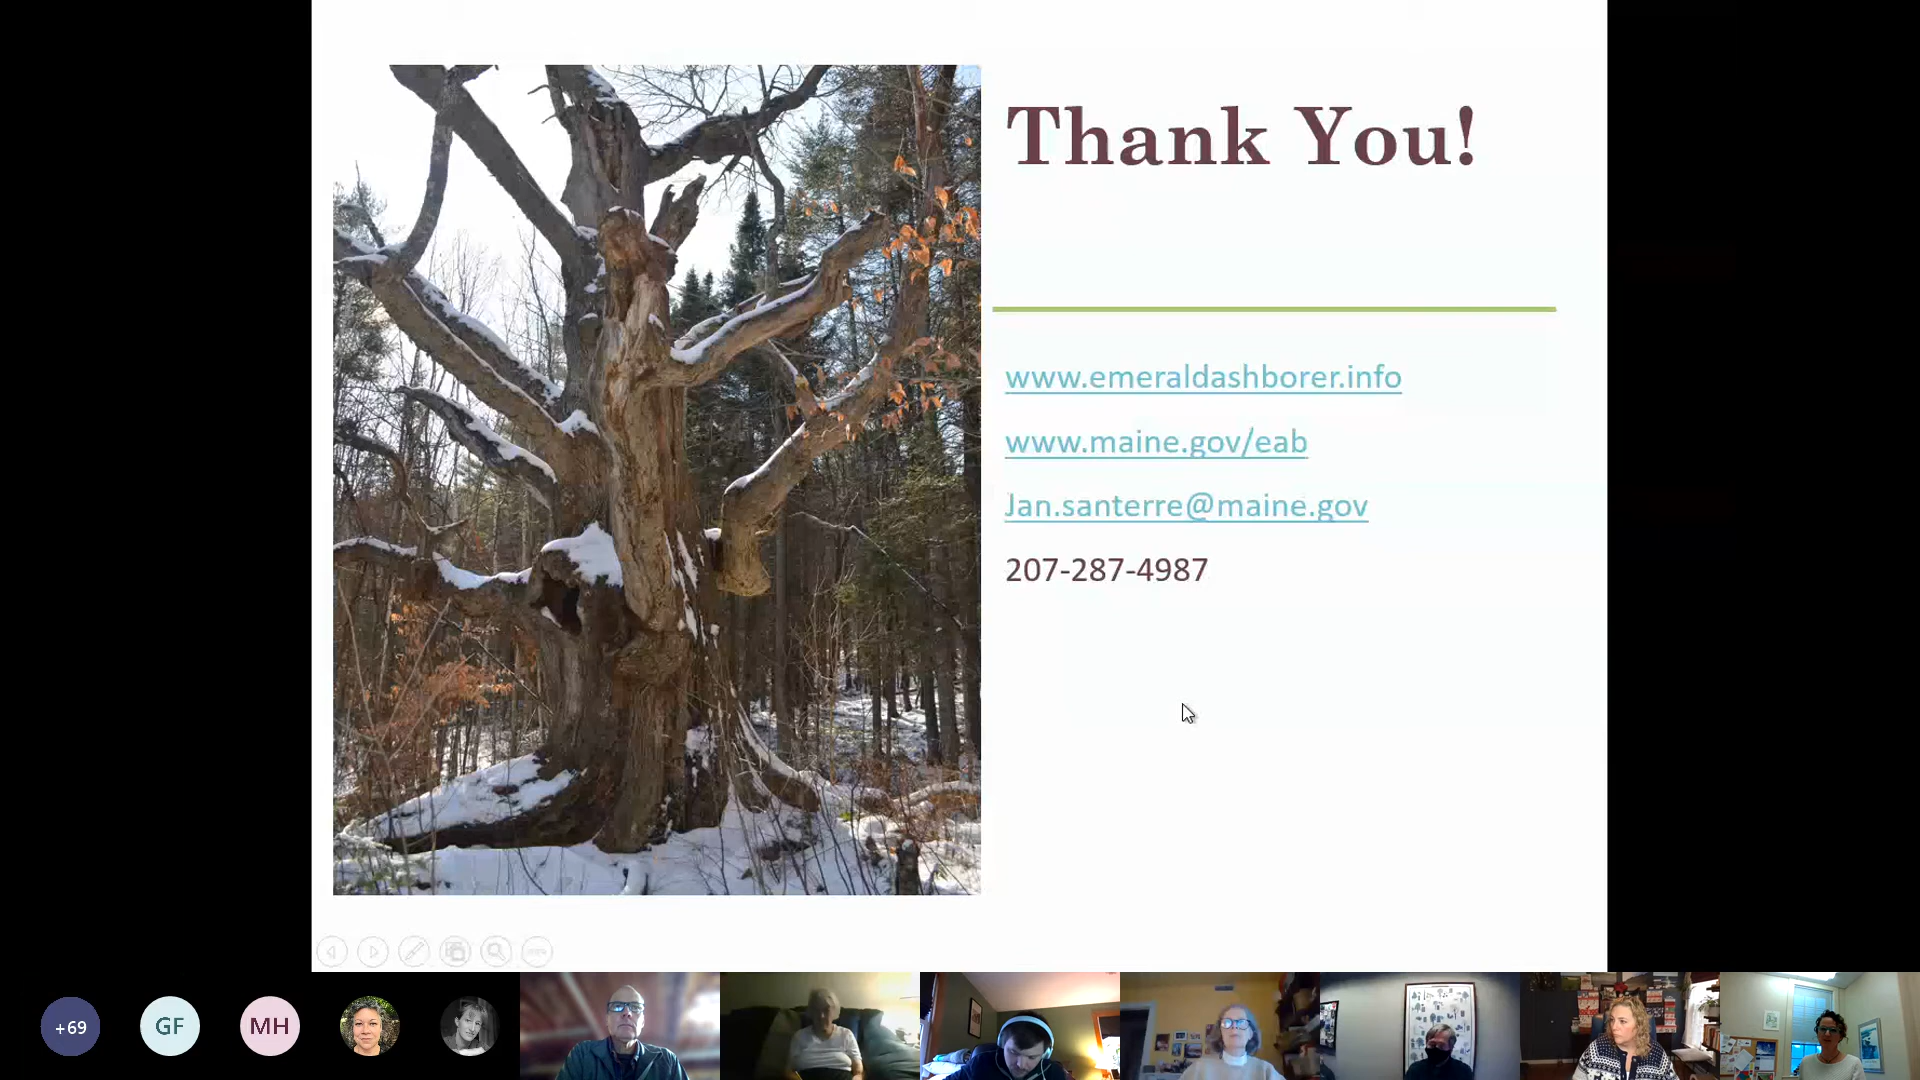 Thank You!
www.emeraldashborer.info
www.maine.gov/eab
Jan.santerre@maine.gov
207-287-4987
+69
GF
MH